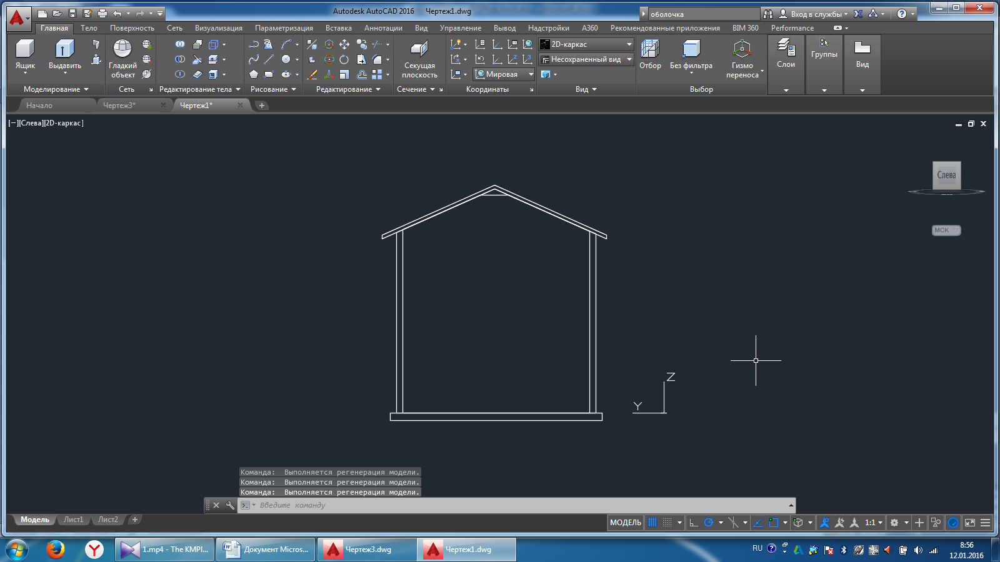 Autodesk AutoCAD 2016 Чертеж1.dwg
оболочка
Вход в службы
Главная Тело Поверхность Сеть Визуализация Параметризация Вставка Аннотации Вид Управление Вывод Надстройки A360 Рекомендованные приложения BIM 360 Performance
Ящик
Выдавить
Гладкий объект
Секущая плоскость
Мировая
2D-каркас
Несохраненный вид
Отбор
Без фильтра
Гизмо переноса
Слои
Группы
Вид
Моделирование Сеть Редактирование тела Рисование Редактирование Сечение Координаты Вид Выбор
Начало Чертеж3* Чертеж1*
[–][Слева][2D-каркас]
Слева
МСК
Z
Y
Команда: Выполняется регенерация модели.
Команда: Выполняется регенерация модели.
Команда: Выполняется регенерация модели.
Введите команду
Модель Лист1 Лист2
МОДЕЛЬ 1:1
1.mp4 - The KMPl...
Документ Micros...
Чертеж3.dwg
Чертеж1.dwg
RU
8:56
12.01.2016